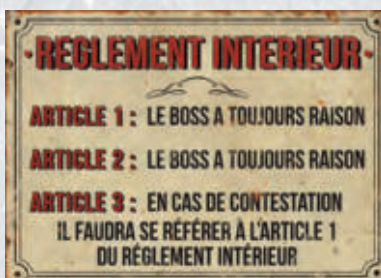 ·REGLEMENT INTERIEUR·
ARTICLE 1 : LE BOSS A TOUJOURS RAISON
ARTICLE 2 : LE BOSS A TOUJOURS RAISON
ARTICLE 3 : EN CAS DE CONTESTATION
IL FAUDRA SE RÉFÉRER À L'ARTICLE 1
DU RÉGLEMENT INTÉRIEUR